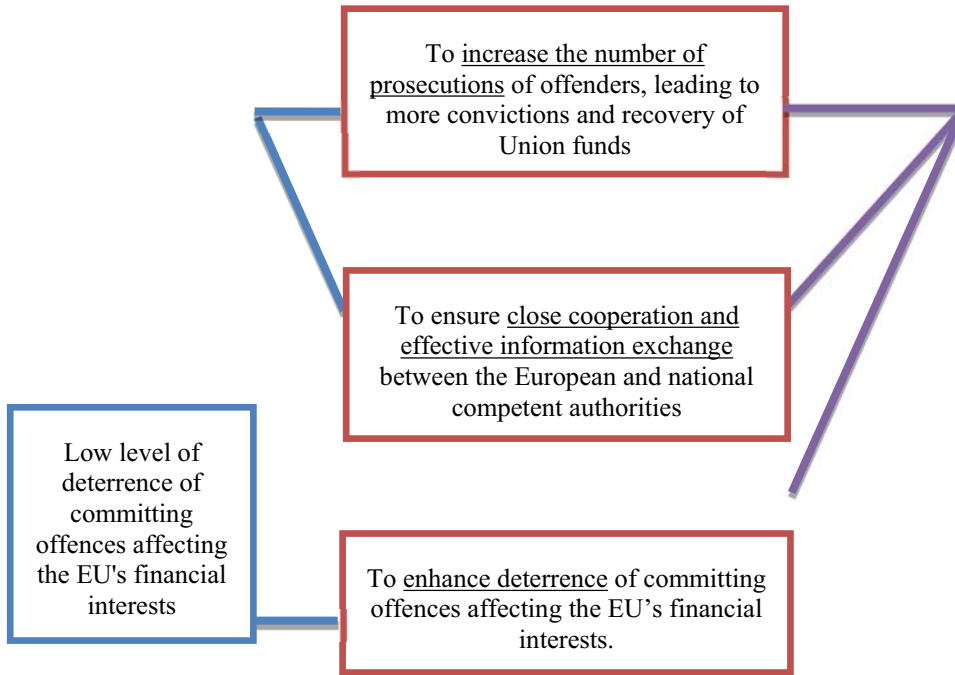 To increase the number of
prosecutions of offenders, leading to
more convictions and recovery of
Union funds
To ensure close cooperation and
effective information exchange
between the European and national
competent authorities
Low level of
deterrence of
committing
offences affecting
the EU's financial
interests
To enhance deterrence of committing
offences affecting the EU’s financial
interests.